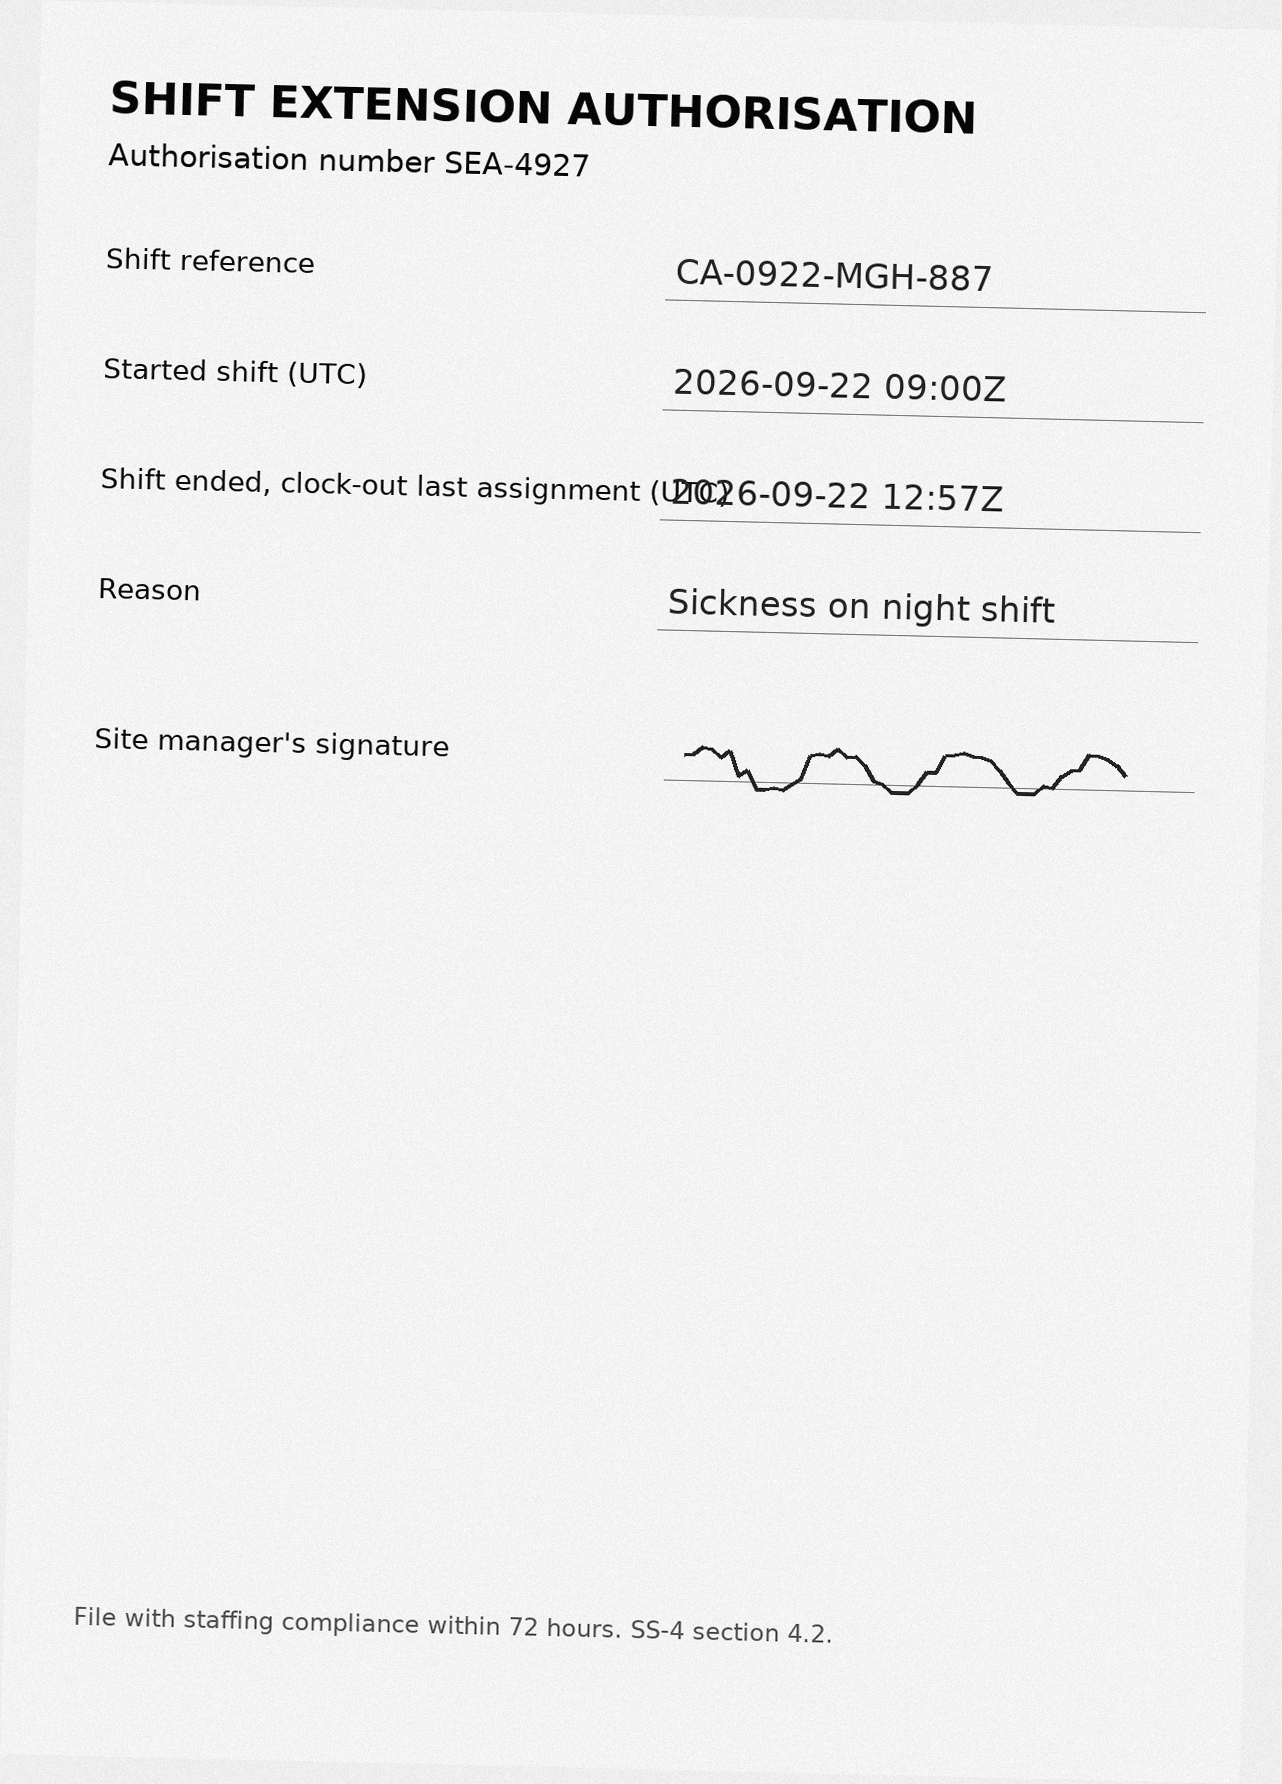 SHIFT EXTENSION AUTHORISATION
Authorisation number SEA-4927
Shift reference CA-0922-MGH-887
Started shift (UTC) 2026-09-22 09:00Z
Shift ended, clock-out last assignment (UTC) 2026-09-22 12:57Z
Reason Sickness on night shift
Site manager's signature
File with staffing compliance within 72 hours. SS-4 section 4.2.